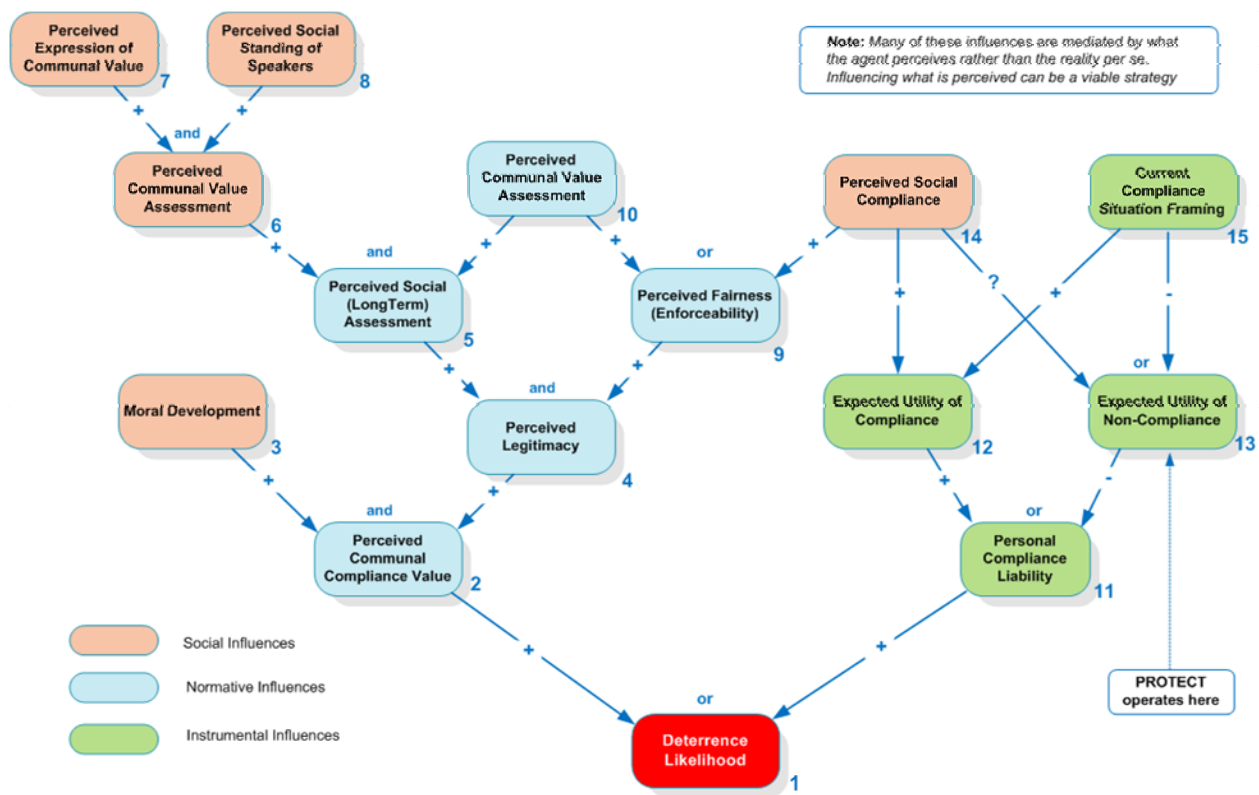 Perceived
Expression of
Communal Value
7
Perceived Social
Standing of
Speakers
8
Note: Many of these influences are mediated by what
the agent perceives rather than the reality per se.
Influencing what is perceived can be a viable strategy
+
+
and
Perceived
Communal Value
Assessment
6
Perceived
Communal Value
Assessment
10
Perceived Social
Compliance
14
Current
Compliance
Situation Framing
15
+
and
+
+
or
+
Perceived Social
(LongTerm)
Assessment
5
Perceived Fairness
(Enforceability)
9
+
?
+
-
or
+
and
+
Moral Development
3
Perceived
Legitimacy
4
Expected Utility of
Compliance
12
Expected Utility of
Non-Compliance
13
+
and
+
+
or
-
Perceived
Communal
Compliance Value
2
Personal
Compliance
Liability
11
Social Influences
Normative Influences
Instrumental Influences
+
+
or
PROTECT
operates here
Deterrence
Likelihood
1